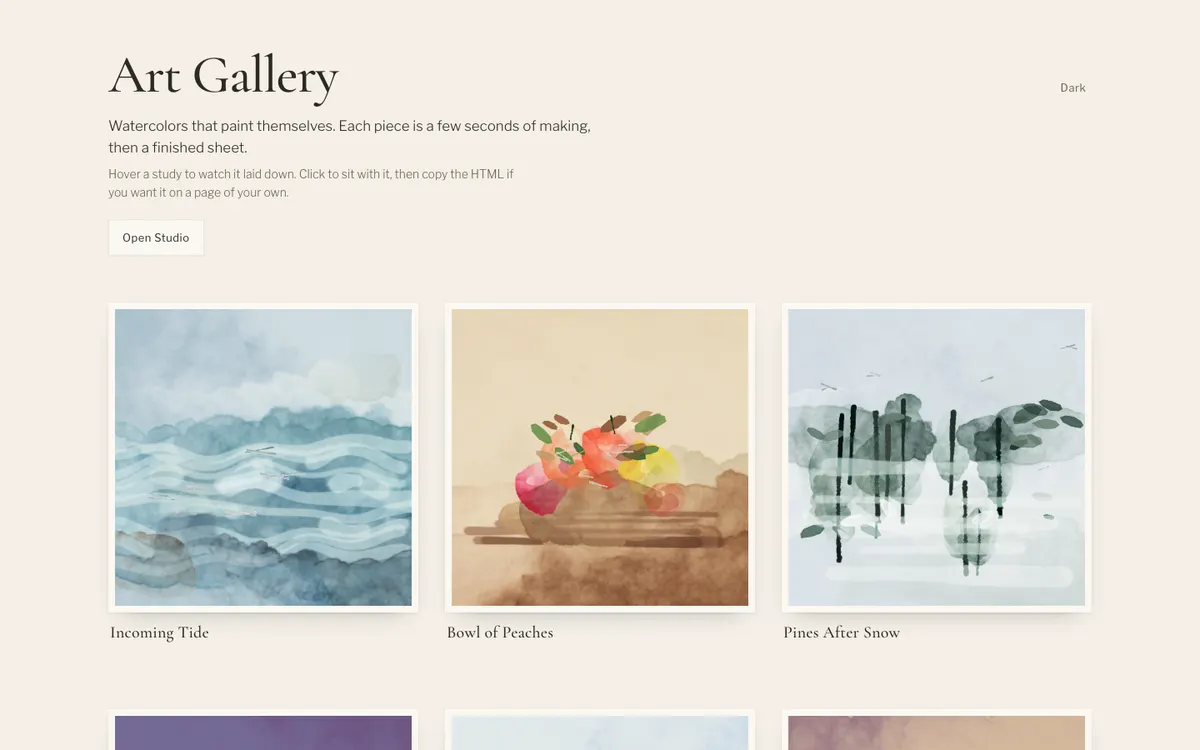 Art Gallery
Dark
Watercolors that paint themselves. Each piece is a few seconds of making,
then a finished sheet.
Hover a study to watch it laid down. Click to sit with it, then copy the HTML if
you want it on a page of your own.
Open Studio
Incoming Tide
Bowl of Peaches
Pines After Snow